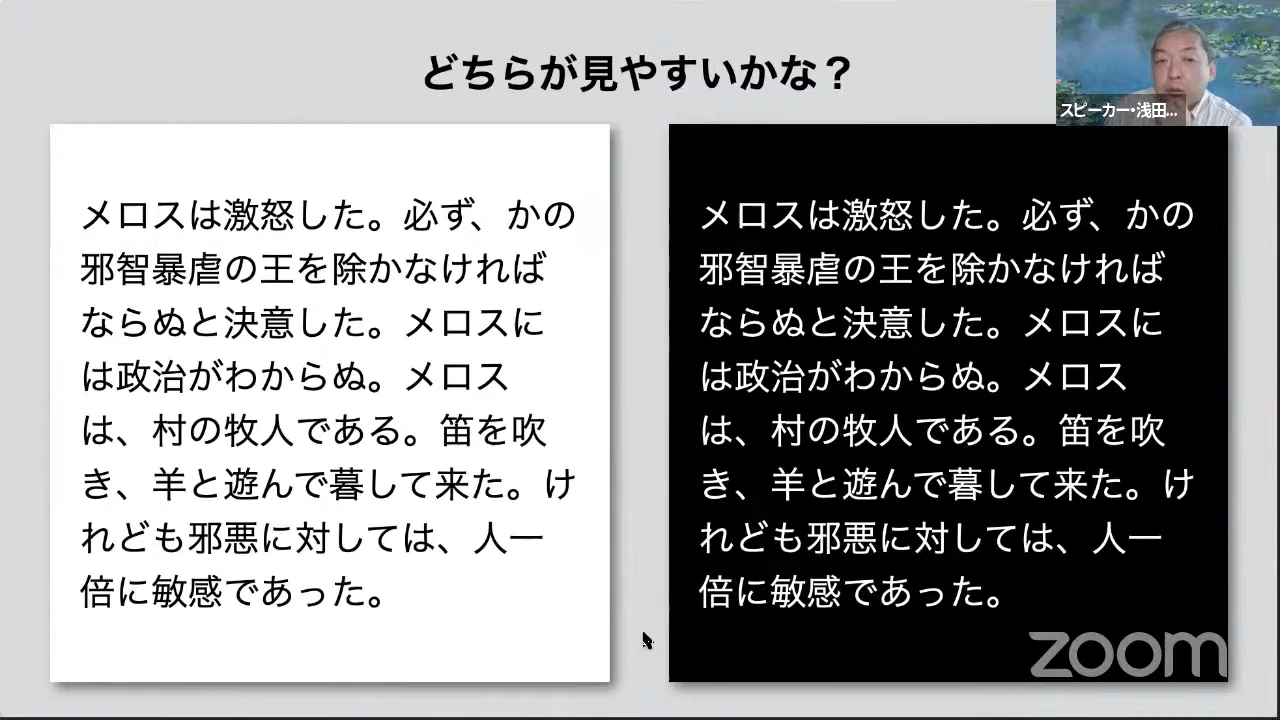 どちらが見やすいかな？
スピーカー・浅田...
メロスは激怒した。必ず、かの
邪智暴虐の王を除かなければ
ならぬと決意した。メロスに
は政治がわからぬ。メロス
は、村の牧人である。笛を吹
き、羊と遊んで暮して来た。け
れども邪悪に対しては、人一
倍に敏感であった。
メロスは激怒した。必ず、かの
邪智暴虐の王を除かなければ
ならぬと決意した。メロスに
は政治がわからぬ。メロス
は、村の牧人である。笛を吹
き、羊と遊んで暮して来た。け
れども邪悪に対しては、人一
倍に敏感であった。
zoom